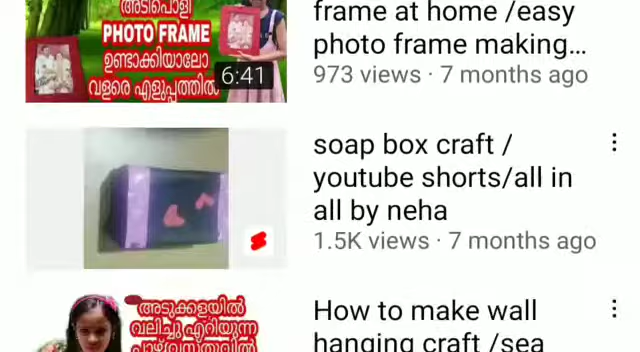 അടിപൊളി
PHOTO FRAME
ഉണ്ടാക്കിയാലോ
വളരെ എളുപ്പത്തിൽ
6:41
frame at home /easy
photo frame making...
973 views · 7 months ago
soap box craft /
youtube shorts/all in
all by neha
1.5K views · 7 months ago
അടുക്കളയിൽ
വലിച്ചു എറിയുന്ന
പാഴ് വസ്തുവിൽ
How to make wall
hanging craft /sea